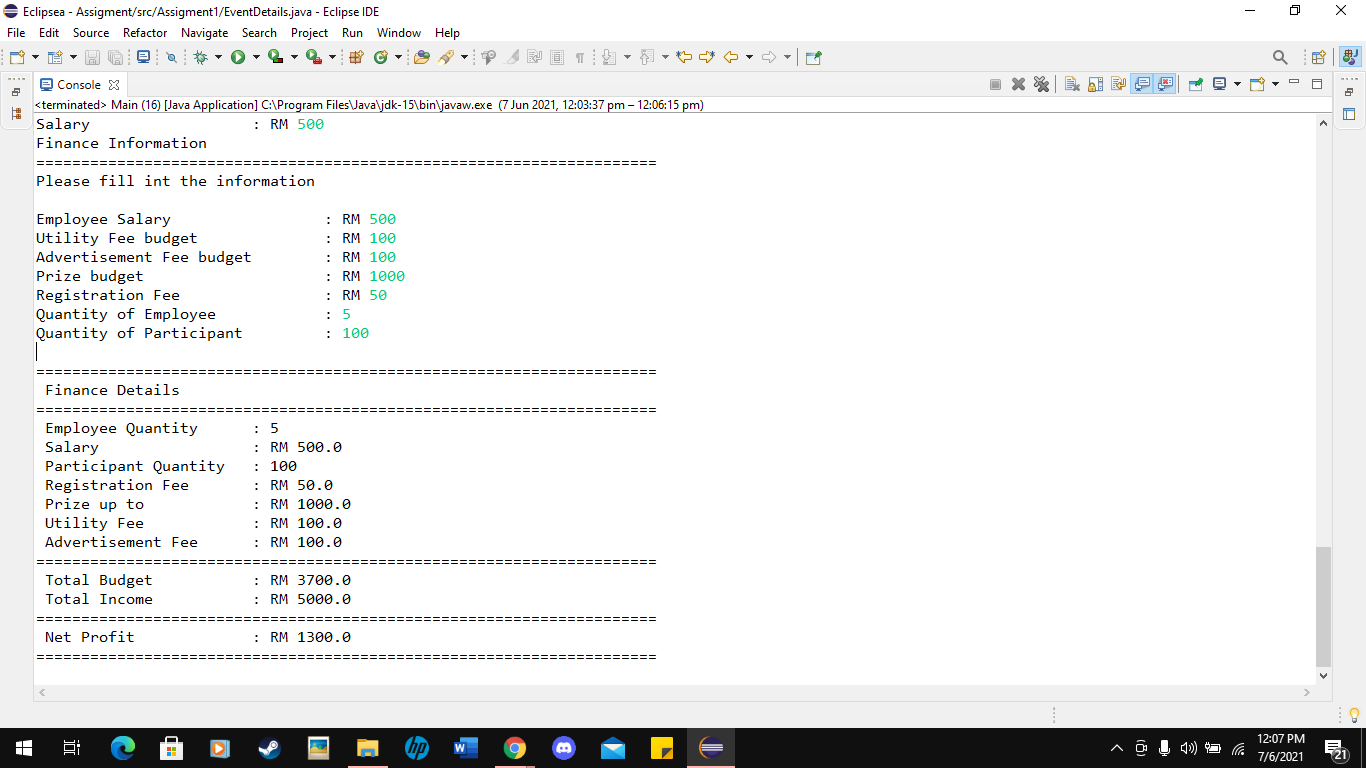 Eclipsea - Assigment/src/Assigment1/EventDetails.java - Eclipse IDE
File Edit Source Refactor Navigate Search Project Run Window Help
Console
<terminated> Main (16) [Java Application] C:\Program Files\Java\jdk-15\bin\javaw.exe (7 Jun 2021, 12:03:37 pm – 12:06:15 pm)
Salary : RM 500
Finance Information
=====================================================================
Please fill int the information
Employee Salary : RM 500
Utility Fee budget : RM 100
Advertisement Fee budget : RM 100
Prize budget : RM 1000
Registration Fee : RM 50
Quantity of Employee : 5
Quantity of Participant : 100
=====================================================================
Finance Details
=====================================================================
Employee Quantity : 5
Salary : RM 500.0
Participant Quantity : 100
Registration Fee : RM 50.0
Prize up to : RM 1000.0
Utility Fee : RM 100.0
Advertisement Fee : RM 100.0
=====================================================================
Total Budget : RM 3700.0
Total Income : RM 5000.0
=====================================================================
Net Profit : RM 1300.0
=====================================================================
12:07 PM
7/6/2021
21